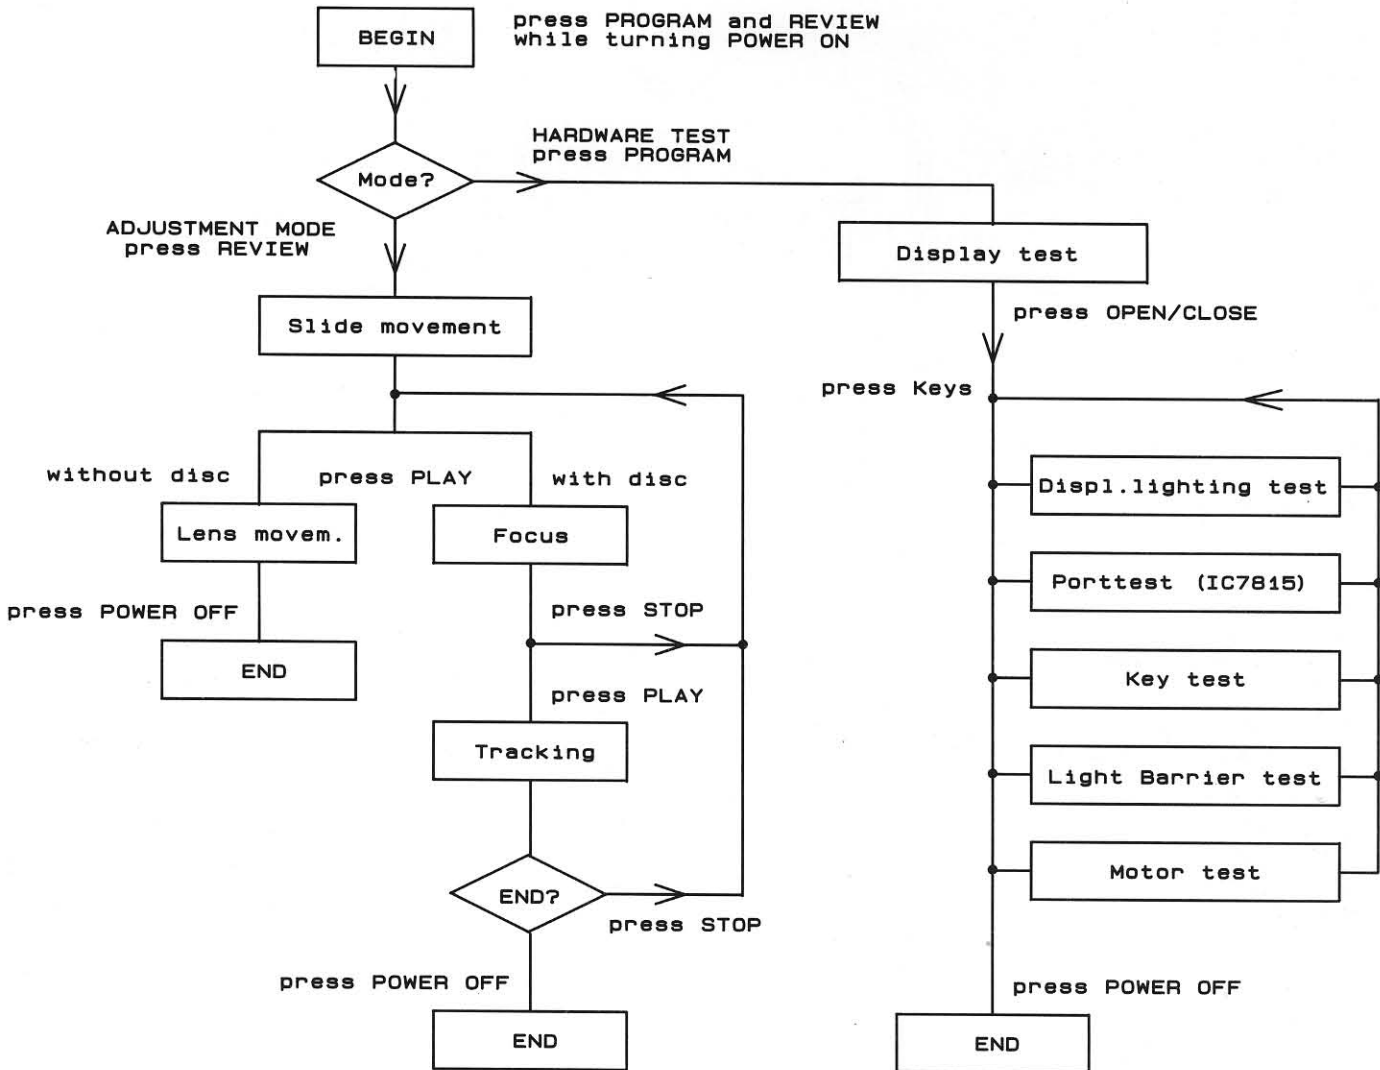 BEGIN
press PROGRAM and REVIEW
while turning POWER ON
HARDWARE TEST
press PROGRAM
Mode?
ADJUSTMENT MODE
press REVIEW
Display test
Slide movement
press OPEN/CLOSE
press Keys
without disc
press PLAY
with disc
Displ.lighting test
Lens movem.
Focus
Porttest (IC7815)
press POWER OFF
press STOP
END
Key test
press PLAY
Tracking
Light Barrier test
Motor test
END?
press STOP
press POWER OFF
press POWER OFF
END
END